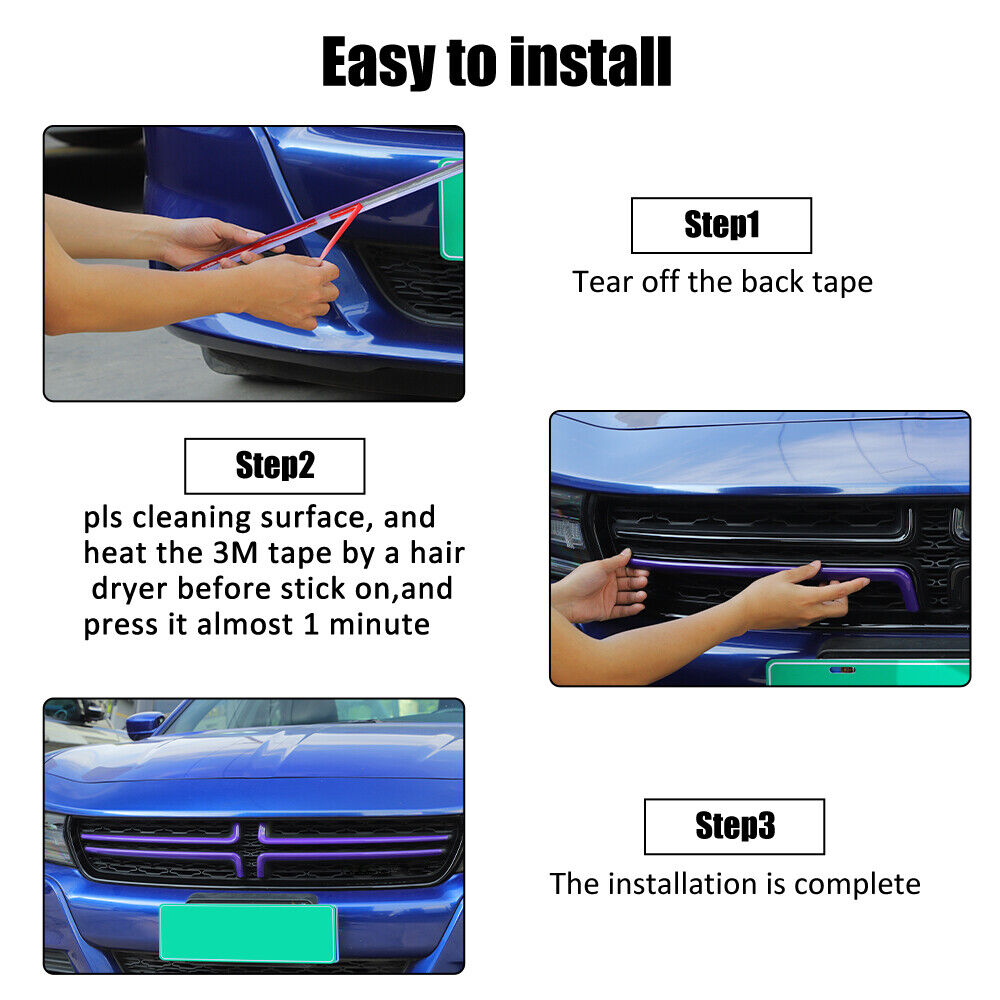 Easy to install
Step1
Tear off the back tape
Step2
pls cleaning surface, and
heat the 3M tape by a hair
dryer before stick on,and
press it almost 1 minute
Step3
The installation is complete